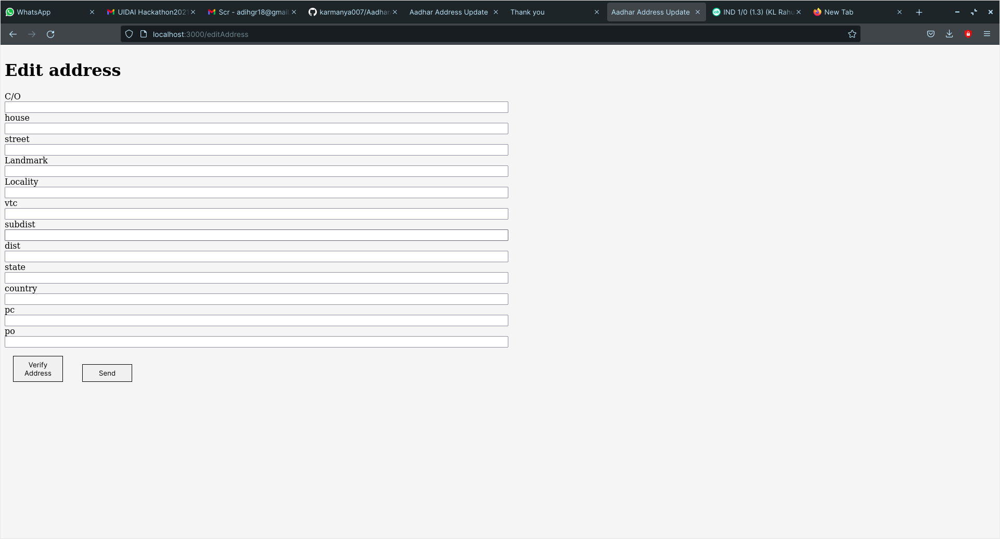 WhatsApp
UIDAI Hackathon2021
Scr - adihgr18@gmail
karmanya007/Aadhar
Aadhar Address Update
Thank you
Aadhar Address Update
IND 1/0 (1.3) (KL Rahu
New Tab
localhost:3000/editAddress
Edit address
C/O
house
street
Landmark
Locality
vtc
subdist
dist
state
country
pc
po
Verify
Address
Send